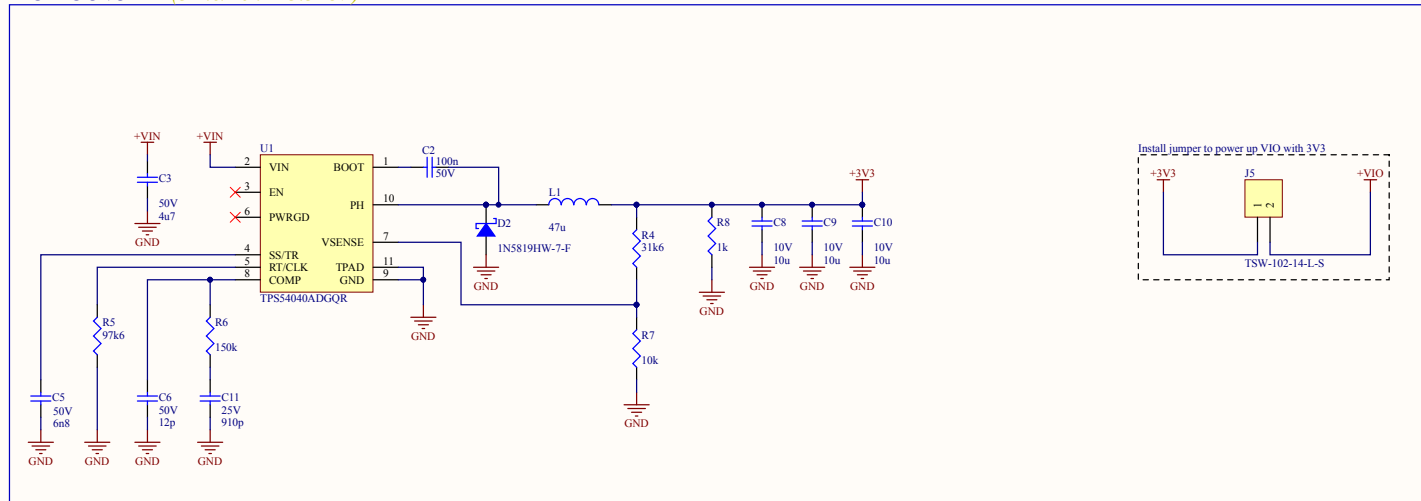 +VIN
+VIN
C3
50V
4u7
GND
U1
2 VIN BOOT 1
3 EN
PH 10
6 PWRGD
VSENSE 7
4 SS/TR
5 RT/CLK TPAD 11
8 COMP GND 9
TPS54040ADGQR
C2
100n
50V
D2
1N5819HW-7-F
GND
L1
47u
GND
R4
31k6
R7
10k
GND
R8
1k
GND
C8
10V
10u
GND
C9
10V
10u
GND
+3V3
C10
10V
10u
GND
C5
50V
6n8
GND
R5
97k6
GND
C6
50V
12p
GND
R6
150k
C11
25V
910p
GND
Install jumper to power up VIO with 3V3
+3V3
J5
1
2
+VIO
TSW-102-14-L-S